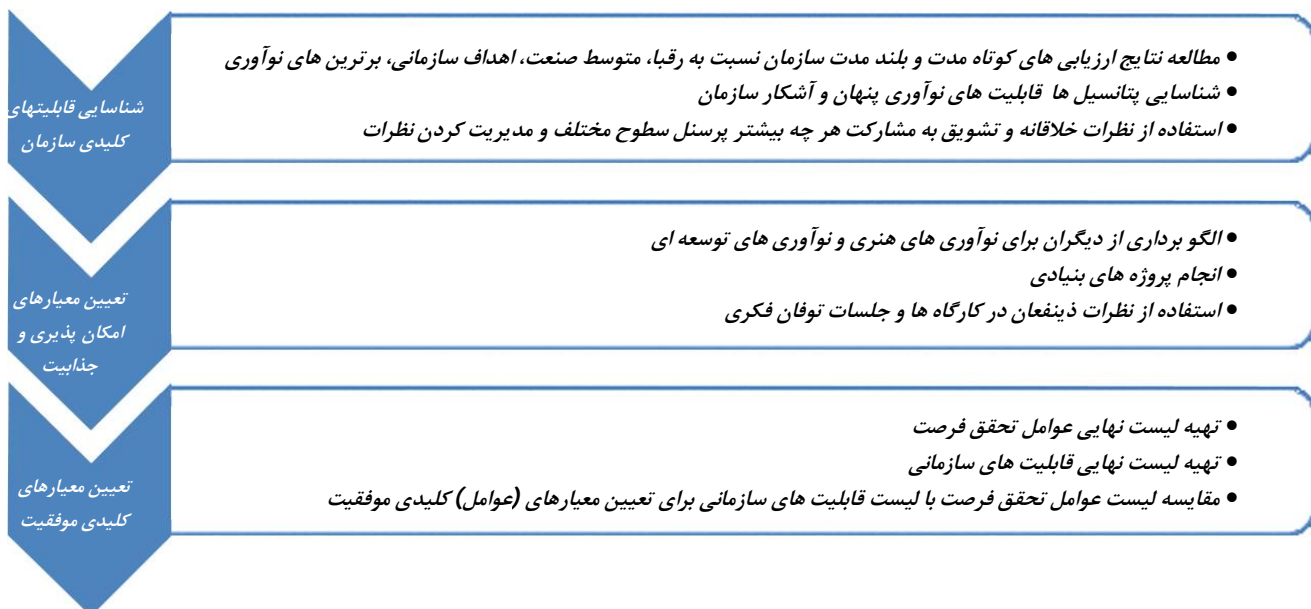 شناسایی قابلیتهای
کلیدی سازمان
• مطالعه نتایج ارزیابی های کوتاه مدت و بلند مدت سازمان نسبت به رقبا، متوسط صنعت، اهداف سازمانی، برترین های نوآوری
• شناسایی پتانسیل ها قابلیت های نوآوری پنهان و آشکار سازمان
• استفاده از نظرات خلاقانه و تشویق به مشارکت هر چه بیشتر پرسنل سطوح مختلف و مدیریت کردن نظرات
تعیین معیارهای
امکان پذیری و
جذابیت
• الگو برداری از دیگران برای نوآوری های هنری و نوآوری های توسعه ای
• انجام پروژه های بنیادی
• استفاده از نظرات ذینفعان در کارگاه ها و جلسات توفان فکری
تعیین معیارهای
کلیدی موفقیت
• تهیه لیست نهایی عوامل تحقق فرصت
• تهیه لیست نهایی قابلیت های سازمانی
• مقایسه لیست عوامل تحقق فرصت با لیست قابلیت های سازمانی برای تعیین معیارهای (عوامل) کلیدی موفقیت